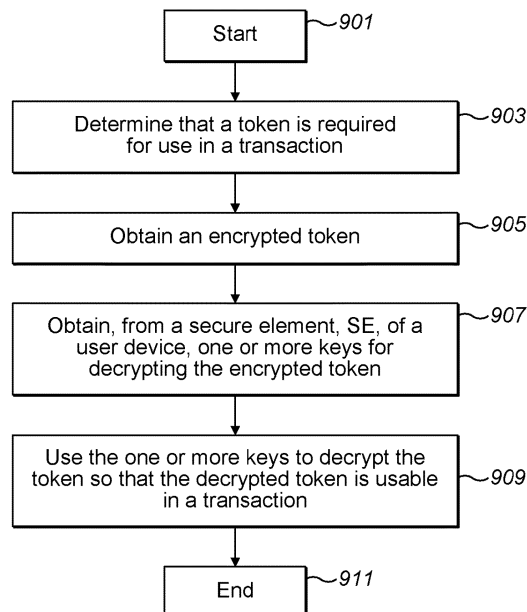 Start
901
Determine that a token is required
for use in a transaction
903
Obtain an encrypted token
905
Obtain, from a secure element, SE, of a
user device, one or more keys for
decrypting the encrypted token
907
Use the one or more keys to decrypt the
token so that the decrypted token is usable
in a transaction
909
End
911